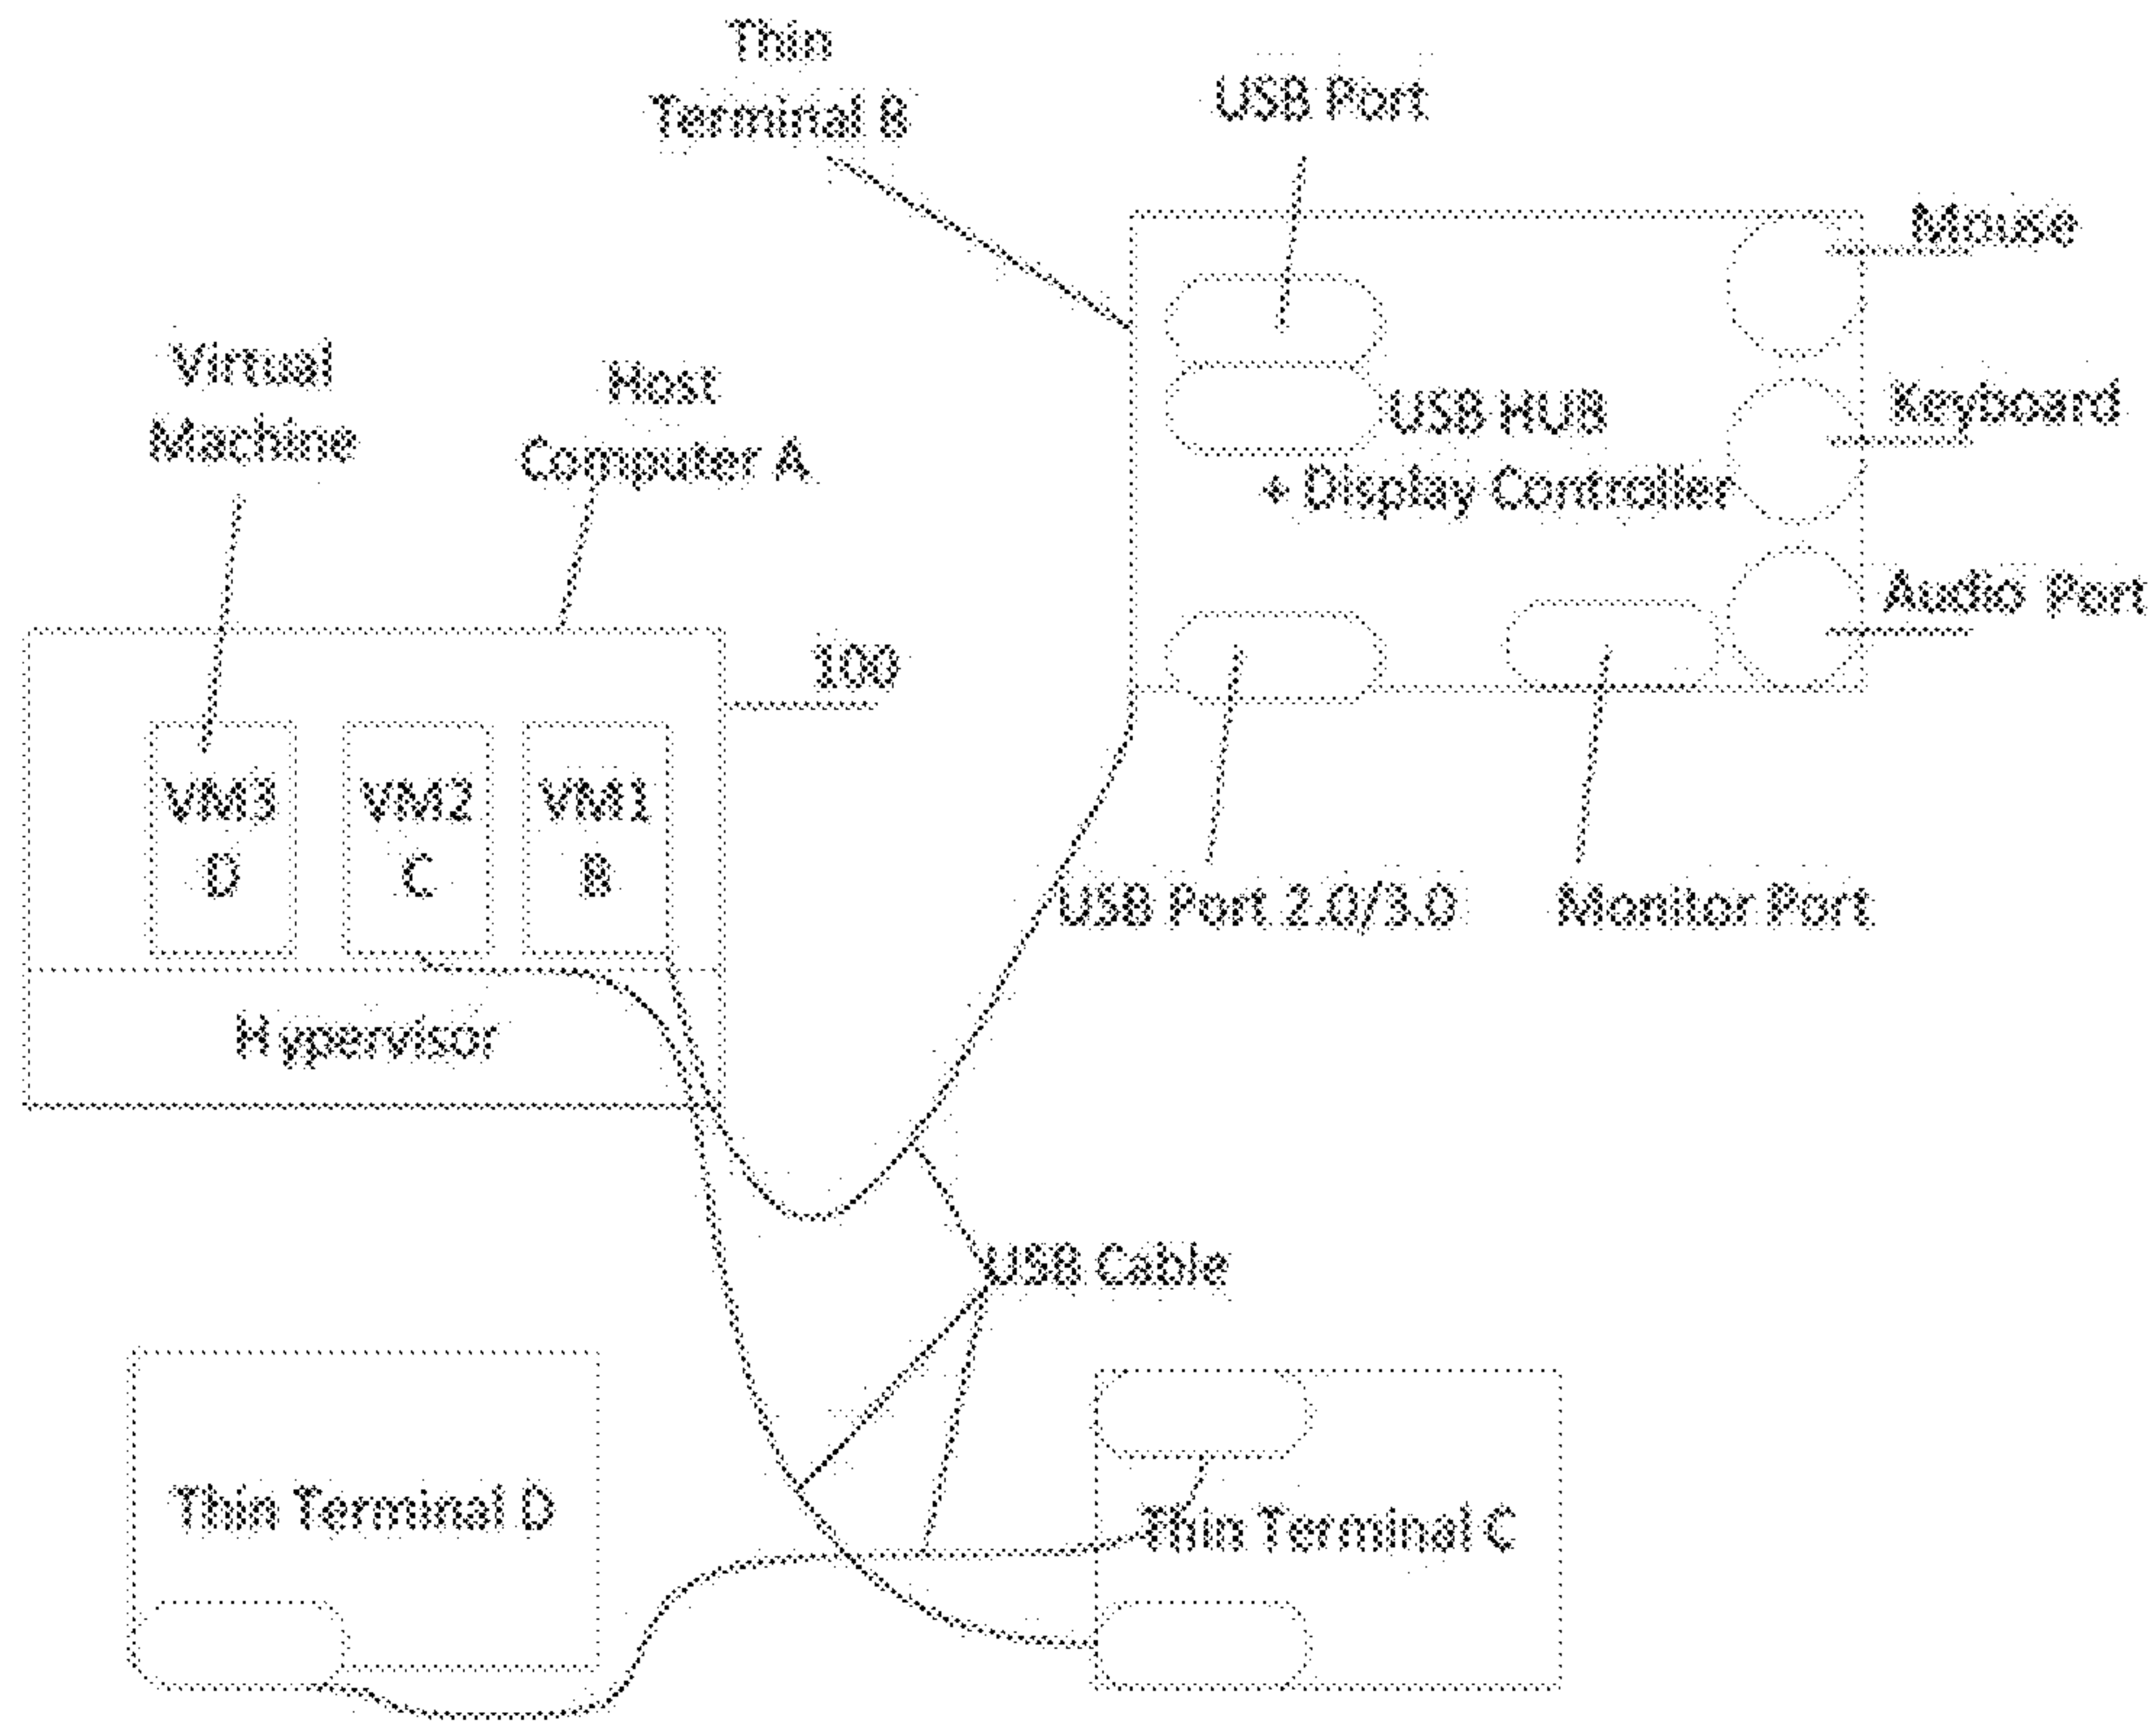 Thin
Terminal B
USB Port
Mouse
Virtual
Machine
Host
Computer A
USB HUB
+ Display Controller
Keyboard
Audio Port
100
VM3
D
VM2
C
VM1
B
USB Port 2.0/3.0
Monitor Port
Hypervisor
USB Cable
Thin Terminal D
Thin Terminal C